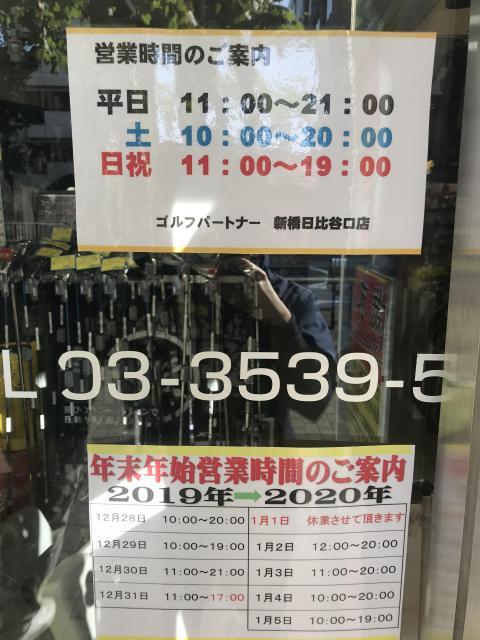 営業時間のご案内
平日 11：00～21：00
土 10：00～20：00
日祝 11：00～19：00
ゴルフパートナー 新橋日比谷口店
L 03-3539-5
年末年始営業時間のご案内
2019年→2020年
12月28日 10:00～20:00 1月1日 休業させて頂きます
12月29日 10:00～19:00 1月2日 12:00～20:00
12月30日 11:00～21:00 1月3日 11:00～20:00
12月31日 11:00～17:00 1月4日 10:00～20:00
1月5日 10:00～19:00